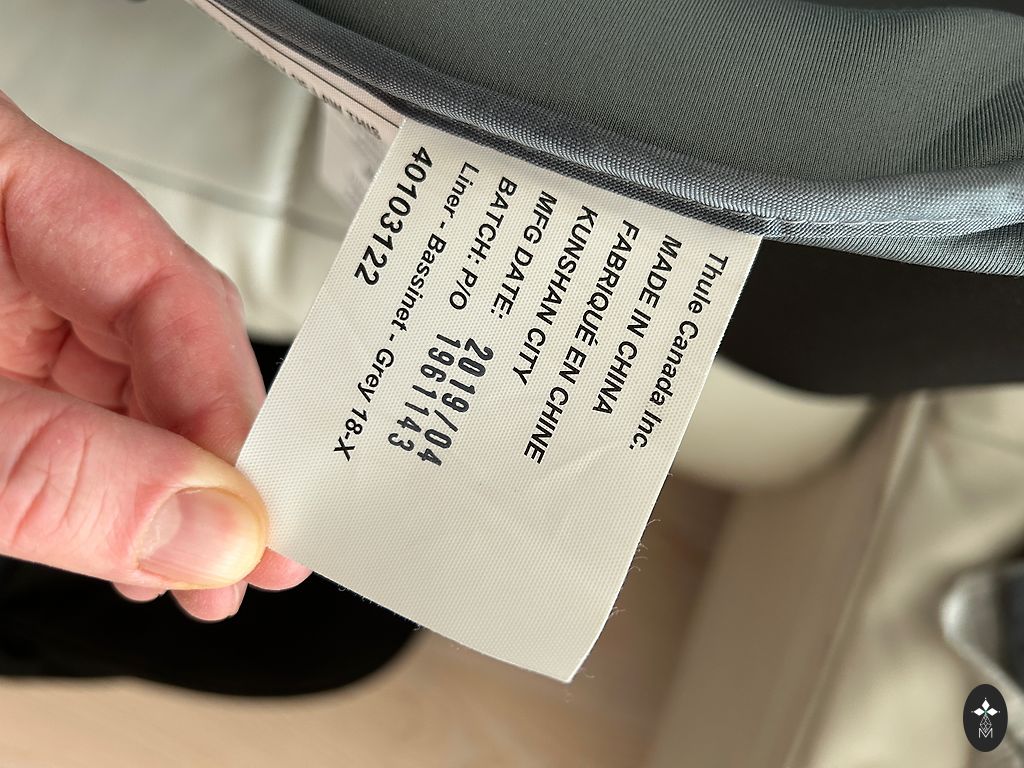 Thule Canada Inc.
MADE IN CHINA
FABRIQUÉ EN CHINE
KUNSHAN CITY
MFG DATE: 2019/04
BATCH: P/O 1961143
Liner - Bassinet - Grey 18-X
40103122